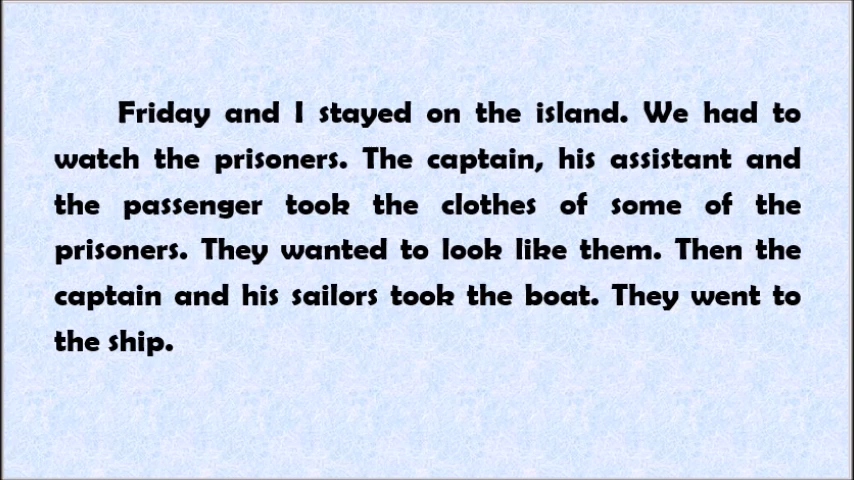 Friday and I stayed on the island. We had to
watch the prisoners. The captain, his assistant and
the passenger took the clothes of some of the
prisoners. They wanted to look like them. Then the
captain and his sailors took the boat. They went to
the ship.